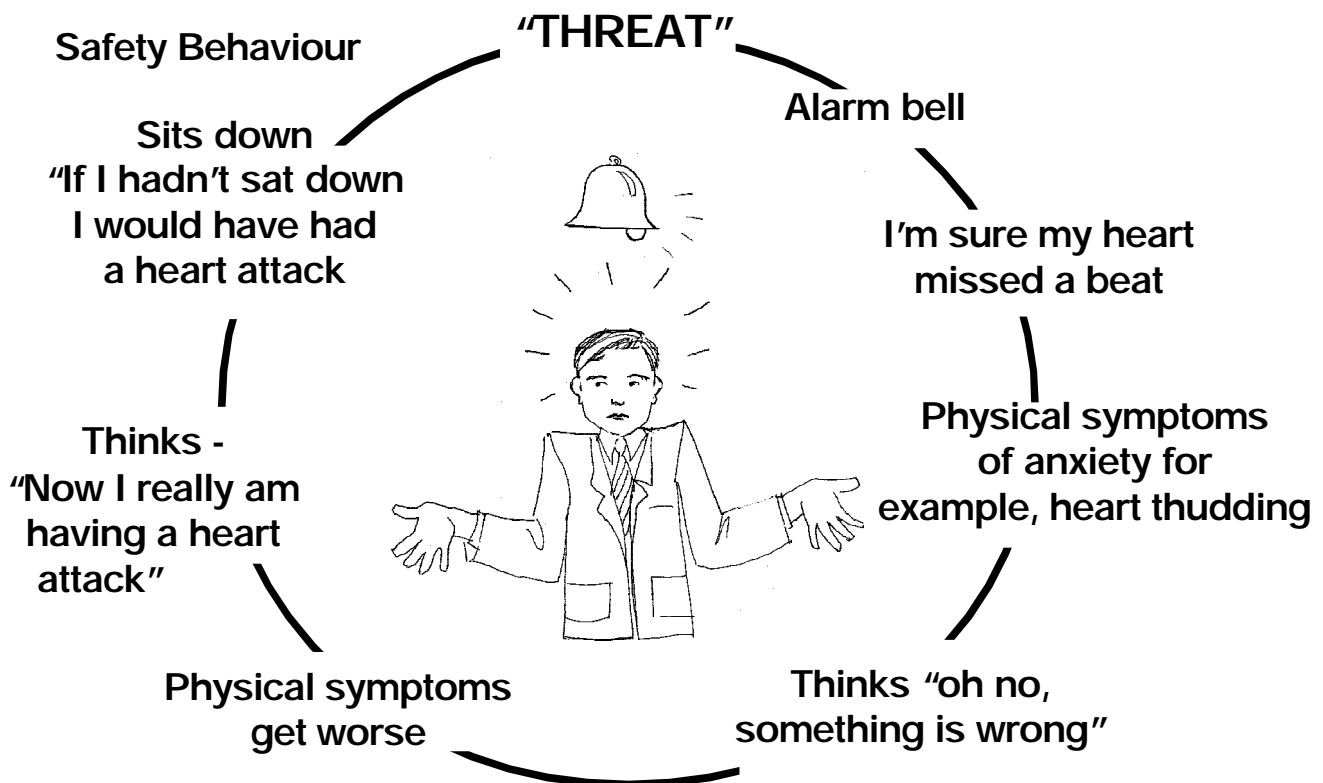 “THREAT”
Alarm bell
I’m sure my heart
missed a beat
Physical symptoms
of anxiety for
example, heart thudding
Thinks “oh no,
something is wrong”
Physical symptoms
get worse
Thinks -
“Now I really am
having a heart
attack”
Safety Behaviour
Sits down
“If I hadn’t sat down
I would have had
a heart attack